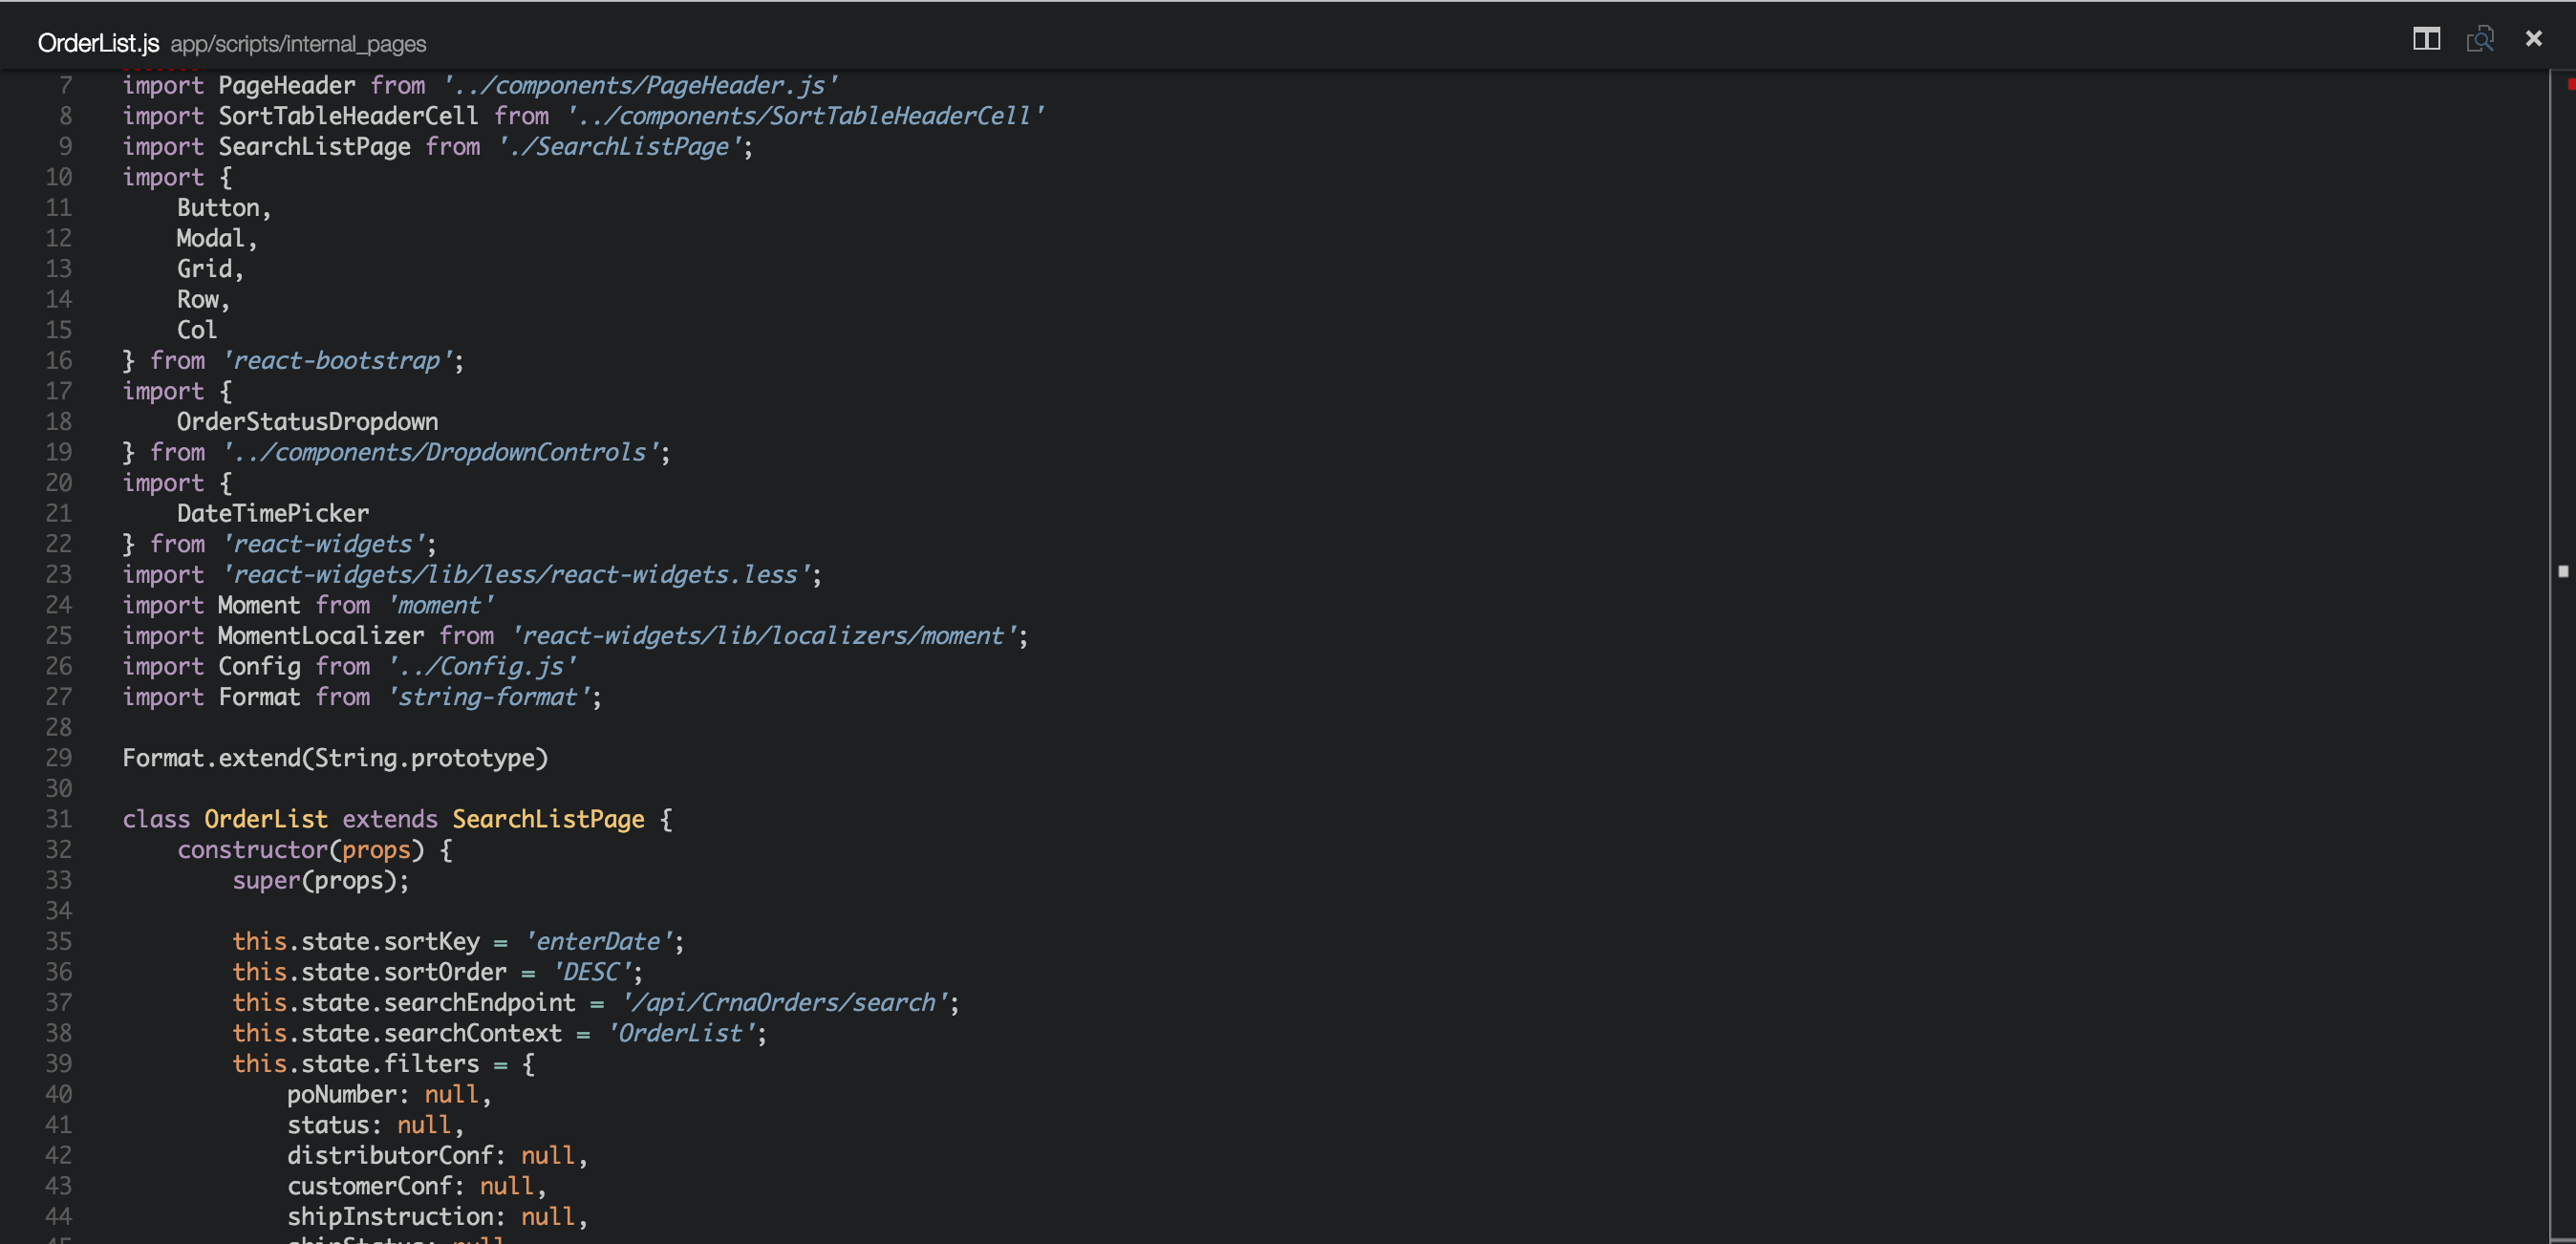 OrderList.js app/scripts/internal_pages
7 import PageHeader from '../components/PageHeader.js'
8 import SortTableHeaderCell from '../components/SortTableHeaderCell'
9 import SearchListPage from './SearchListPage';
10 import {
11     Button,
12     Modal,
13     Grid,
14     Row,
15     Col
16 } from 'react-bootstrap';
17 import {
18     OrderStatusDropdown
19 } from '../components/DropdownControls';
20 import {
21     DateTimePicker
22 } from 'react-widgets';
23 import 'react-widgets/lib/less/react-widgets.less';
24 import Moment from 'moment'
25 import MomentLocalizer from 'react-widgets/lib/localizers/moment';
26 import Config from '../Config.js'
27 import Format from 'string-format';
28
29 Format.extend(String.prototype)
30
31 class OrderList extends SearchListPage {
32     constructor(props) {
33         super(props);
34
35         this.state.sortKey = 'enterDate';
36         this.state.sortOrder = 'DESC';
37         this.state.searchEndpoint = '/api/CrnaOrders/search';
38         this.state.searchContext = 'OrderList';
39         this.state.filters = {
40             poNumber: null,
41             status: null,
42             distributorConf: null,
43             customerConf: null,
44             shipInstruction: null,